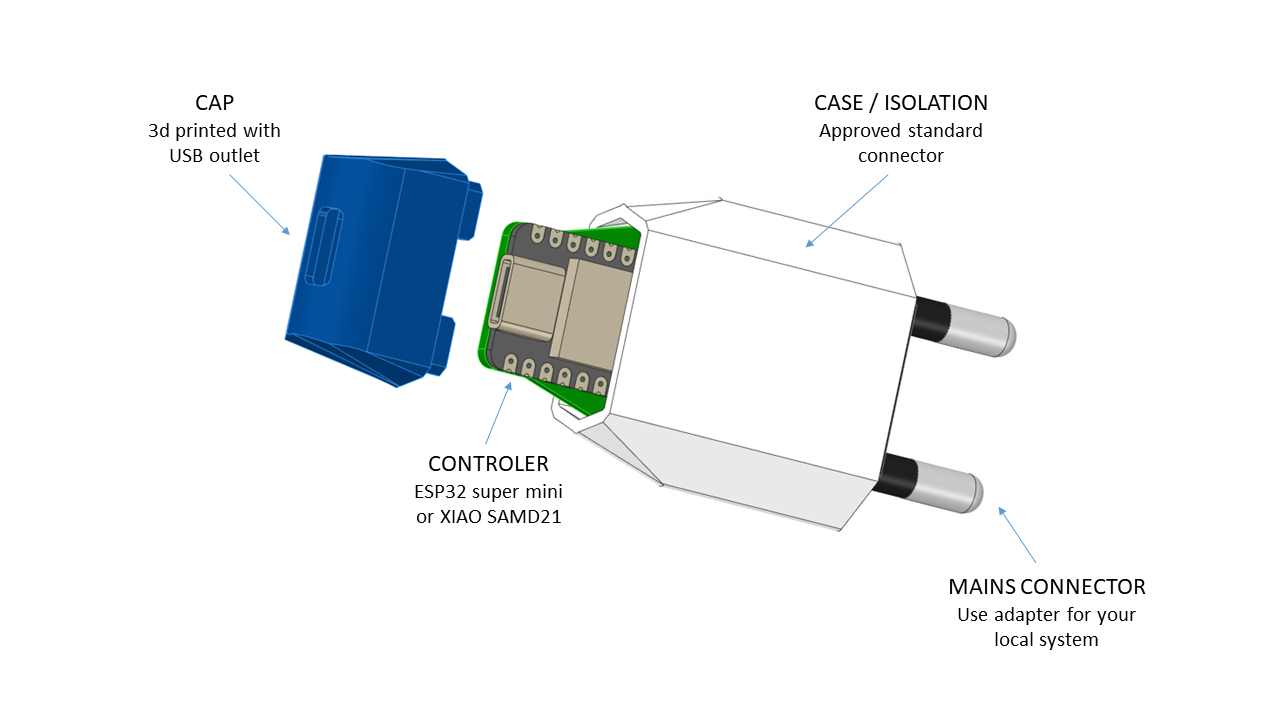 CAP
3d printed with
USB outlet
CASE / ISOLATION
Approved standard
connector
CONTROLER
ESP32 super mini
or XIAO SAMD21
MAINS CONNECTOR
Use adapter for your
local system